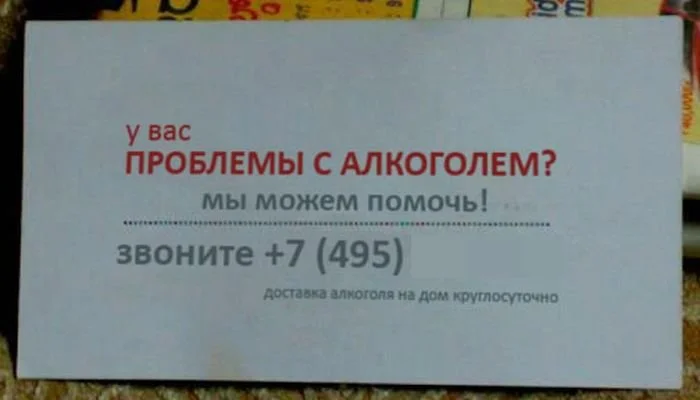 у вас
ПРОБЛЕМЫ С АЛКОГОЛЕМ?
мы можем помочь!
звоните +7 (495)
доставка алкоголя на дом круглосуточно